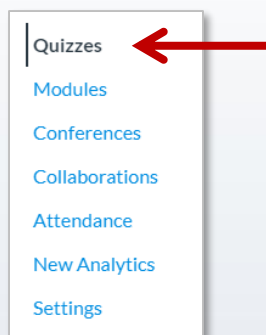 Quizzes
Modules
Conferences
Collaborations
Attendance
New Analytics
Settings